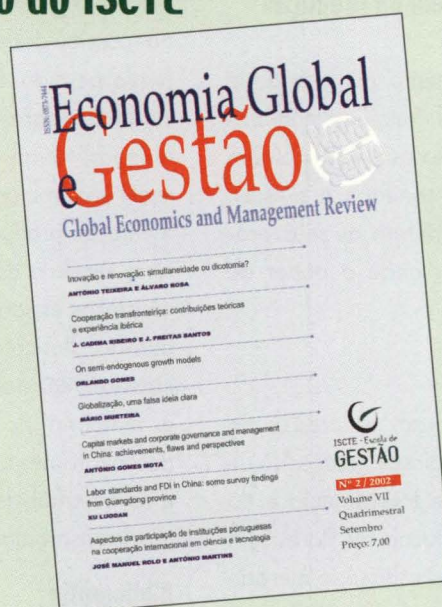 o do ISCTE
Economia Global
e Gestão
Nova
Série
Global Economics and Management Review
Inovação e renovação: simultaneidade ou dicotomia?
ANTÓNIO TEIXEIRA E ÁLVARO ROSA
Cooperação transfronteiriça: contribuições teóricas
e experiência ibérica
J. CADIMA RIBEIRO E J. FREITAS SANTOS
On semi-endogenous growth models
ORLANDO GOMES
Globalização, uma falsa ideia clara
MÁRIO MURTEIRA
Capital markets and corporate governance and management
in China: achievements, flaws and perspectives
ANTÓNIO GOMES MOTA
Labor standards and FDI in China: some survey findings
from Guangdong province
XU LUODAN
Aspectos da participação de instituições portuguesas
na cooperação internacional em ciência e tecnologia
JOSÉ MANUEL ROLO E ANTÓNIO MARTINS
ISCTE - Escola de
GESTÃO
Nº 2 / 2002
Volume VII
Quadrimestral
Setembro
Preço: 7,00